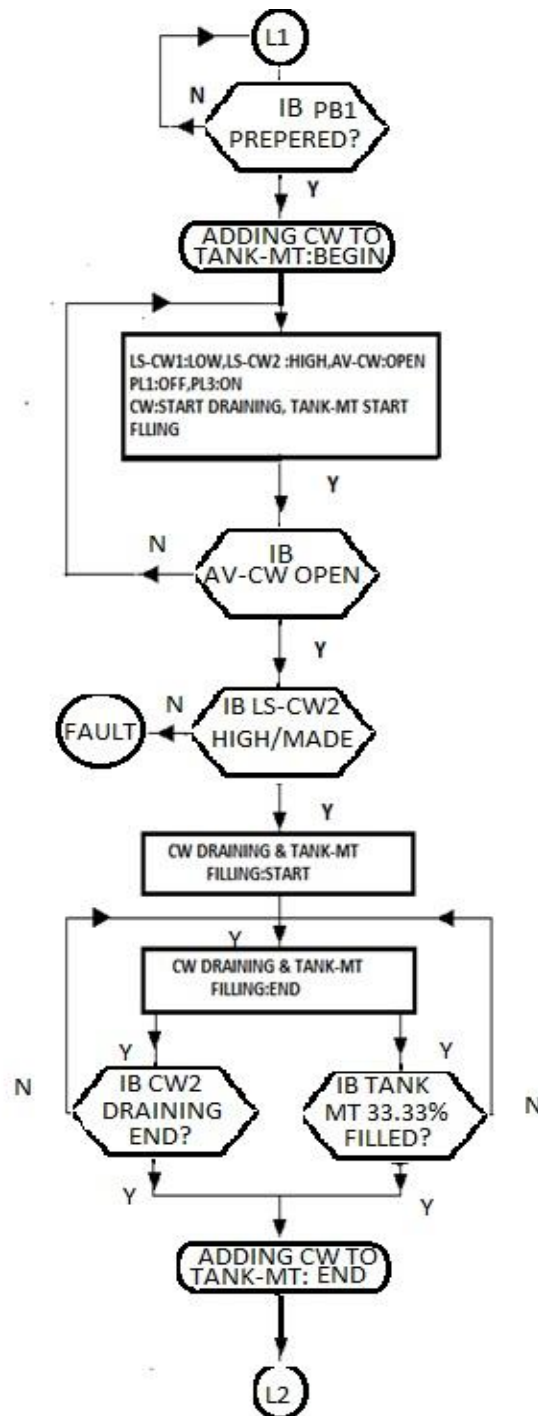 L1
N
IB PB1
PREPERED?
Y
ADDING CW TO
TANK-MT:BEGIN
LS-CW1:LOW,LS-CW2 :HIGH,AV-CW:OPEN
PL1:OFF,PL3:ON
CW:START DRAINING, TANK-MT START
FLLING
Y
N
IB
AV-CW OPEN
Y
N
FAULT
IB LS-CW2
HIGH/MADE
Y
CW DRAINING & TANK-MT
FILLING:START
Y
CW DRAINING & TANK-MT
FILLING:END
Y
Y
N
IB CW2
DRAINING
END?
IB TANK
MT 33.33%
FILLED?
N
Y
Y
ADDING CW TO
TANK-MT: END
L2